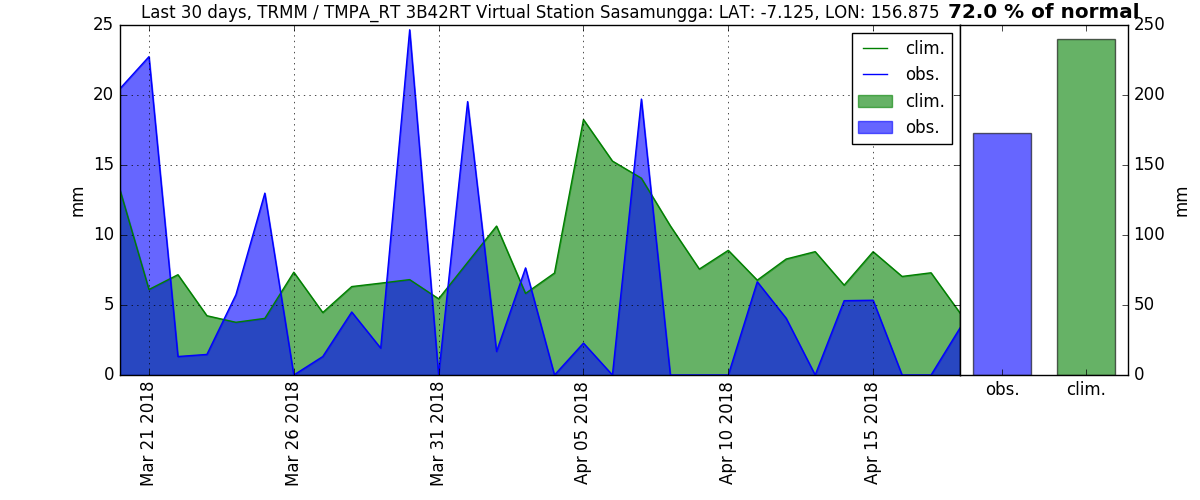 Last 30 days, TRMM / TMPA_RT 3B42RT Virtual Station Sasamungga: LAT: -7.125, LON: 156.875 72.0 % of normal
25
20
15
10
5
0
mm
clim.
obs.
clim.
obs.
250
200
150
100
50
0
mm
obs.
clim.
Mar 21 2018
Mar 26 2018
Mar 31 2018
Apr 05 2018
Apr 10 2018
Apr 15 2018